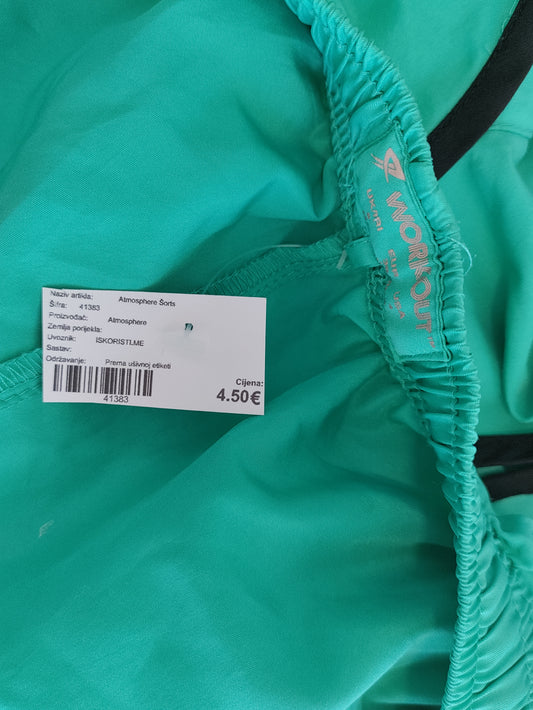 Naziv artikla: Atmosphere Šorts
Šifra: 41383
Proizvođač: Atmosphere
Zemlja porijekla:
Uvoznik: ISKORISTI.ME
Sastav:
Održavanje: Prema ušivnoj etiketi
41383
Cijena:
4.50€
WORKOUT